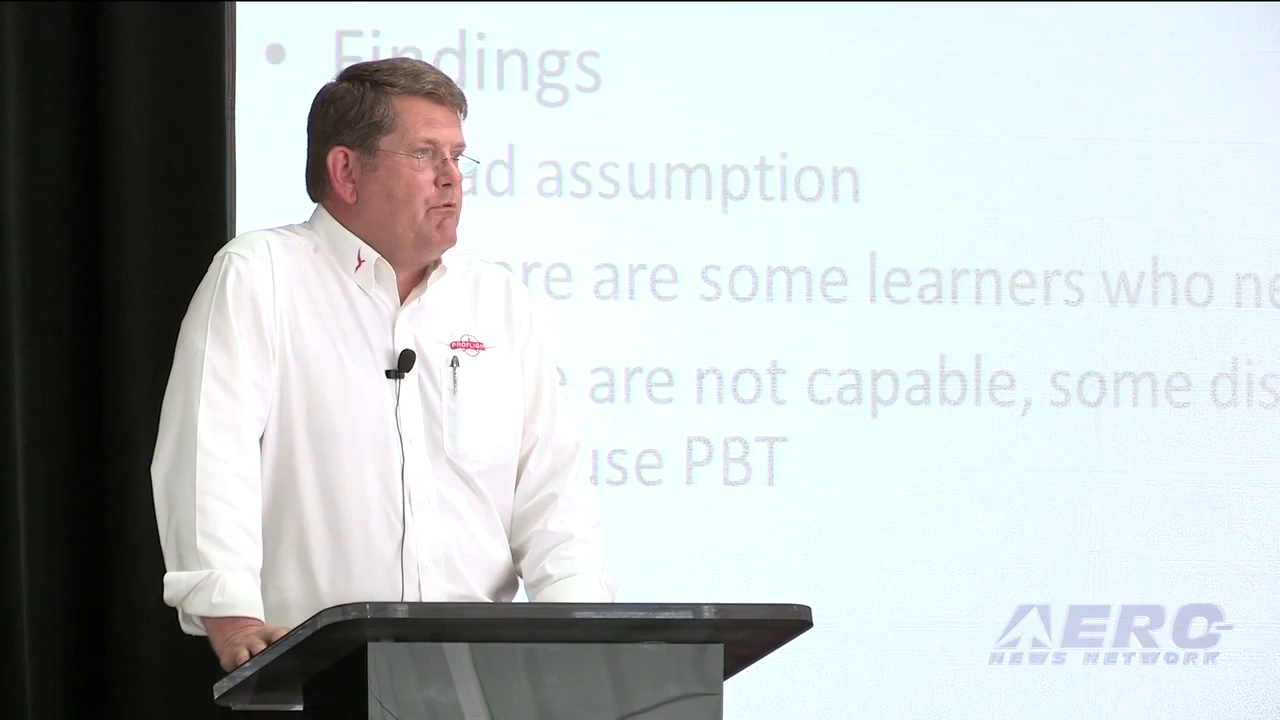 • Findings
ad assumption
ere are some learners who ne
e are not capable, some dis
use PBT
PROFLIGHT
AERO
NEWS NETWORK